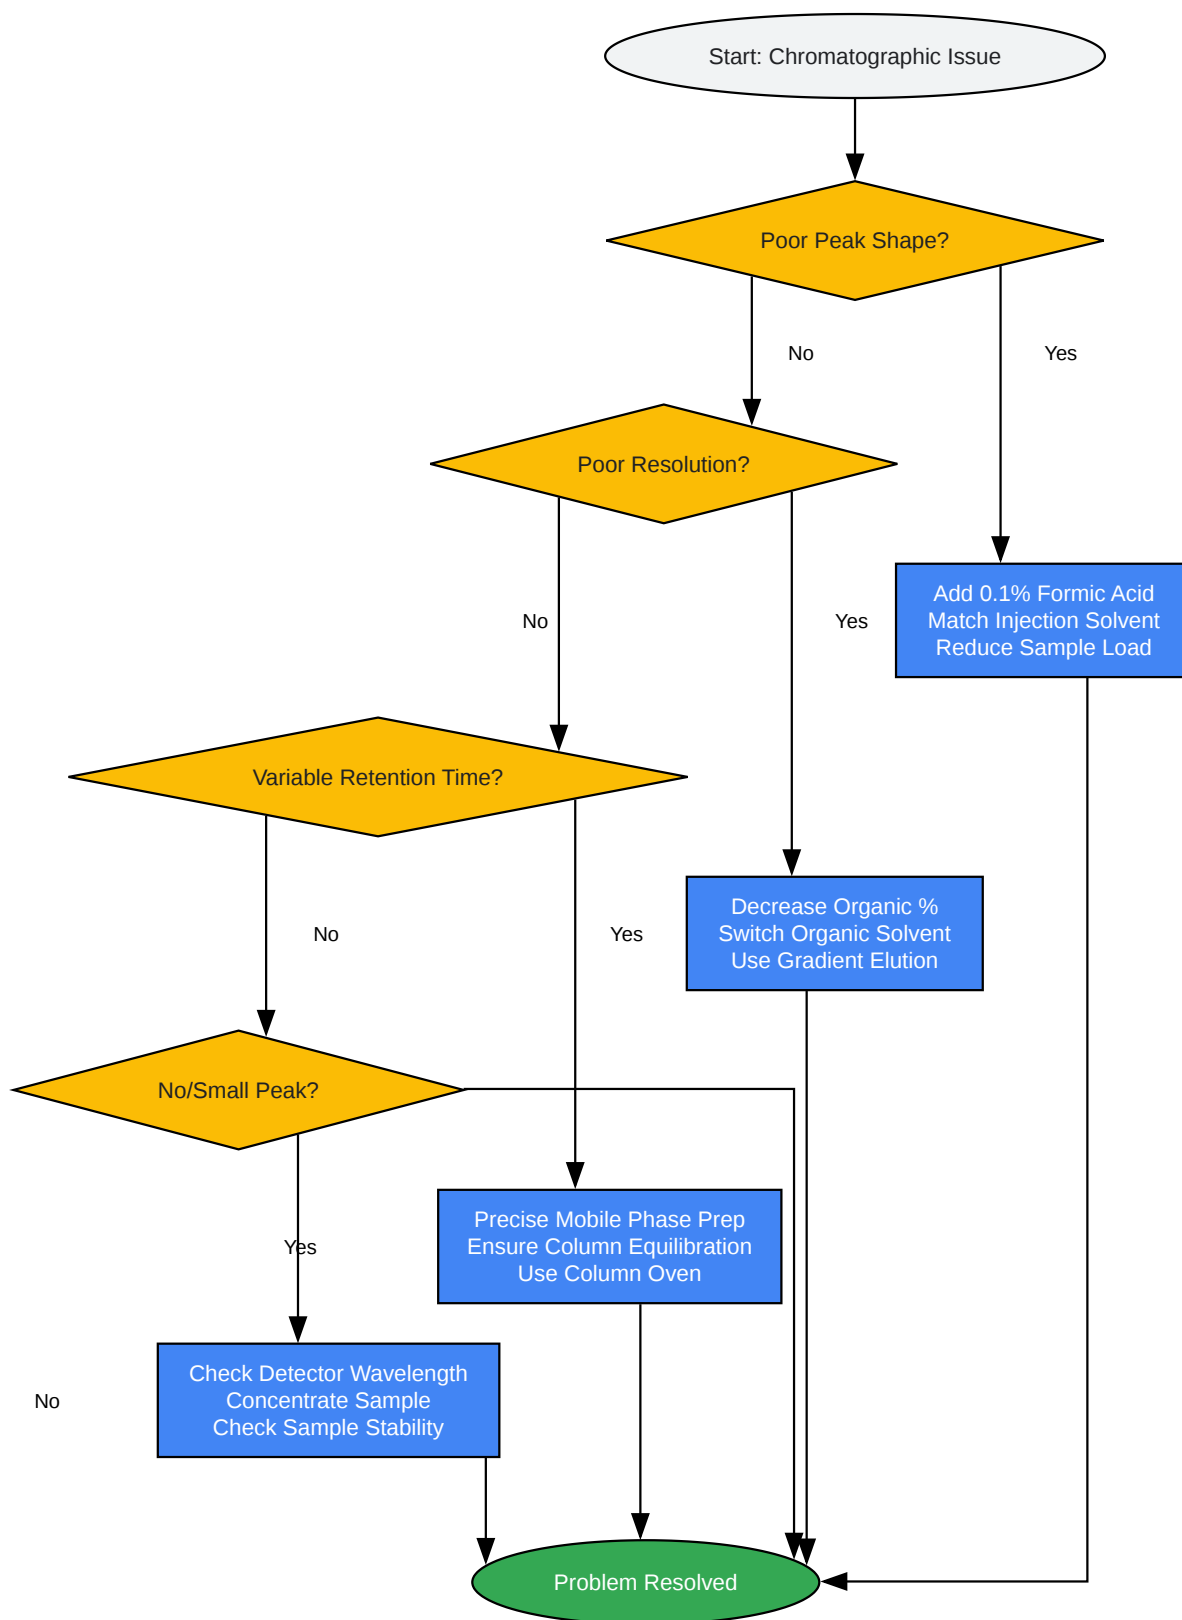 Start: Chromatographic Issue
Poor Peak Shape?
No
Yes
Poor Resolution?
No
Yes
Add 0.1% Formic Acid
Match Injection Solvent
Reduce Sample Load
Variable Retention Time?
No
Yes
Decrease Organic %
Switch Organic Solvent
Use Gradient Elution
No/Small Peak?
Yes
Precise Mobile Phase Prep
Ensure Column Equilibration
Use Column Oven
No
Check Detector Wavelength
Concentrate Sample
Check Sample Stability
Problem Resolved